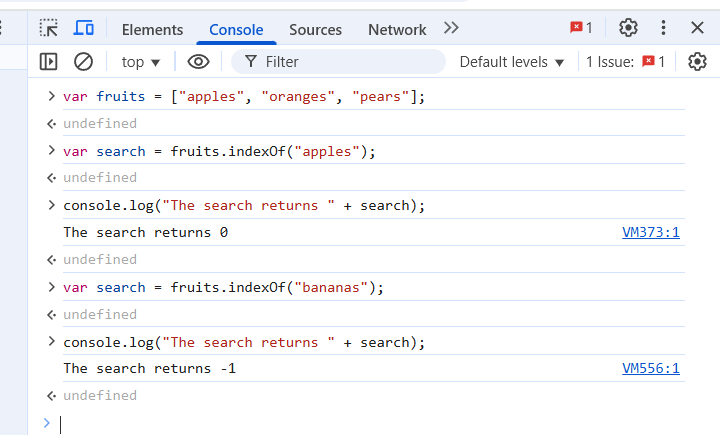 Elements Console Sources Network 1
top Filter Default levels 1 Issue: 1
var fruits = ["apples", "oranges", "pears"];
undefined
var search = fruits.indexOf("apples");
undefined
console.log("The search returns " + search);
The search returns 0 VM373:1
undefined
var search = fruits.indexOf("bananas");
undefined
console.log("The search returns " + search);
The search returns -1 VM556:1
undefined